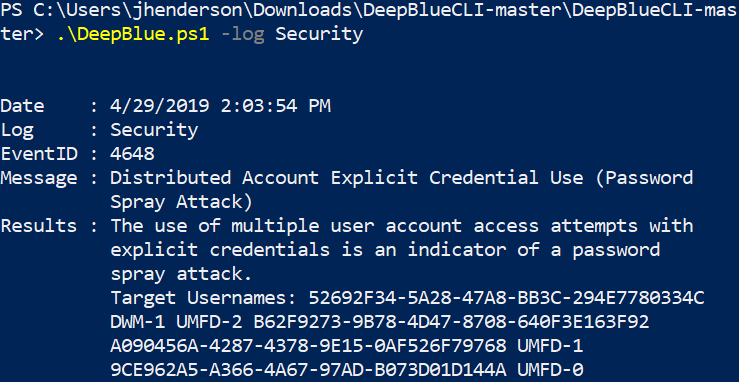 PS C:\Users\jhenderson\Downloads\DeepBlueCLI-master\DeepBlueCLI-mas
ter> .\DeepBlue.ps1 -log Security
Date    : 4/29/2019 2:03:54 PM
Log     : Security
EventID : 4648
Message : Distributed Account Explicit Credential Use (Password
          Spray Attack)
Results : The use of multiple user account access attempts with
          explicit credentials is an indicator of a password
          spray attack.
          Target Usernames: 52692F34-5A28-47A8-BB3C-294E7780334C
          DWM-1 UMFD-2 B62F9273-9B78-4D47-8708-640F3E163F92
          A090456A-4287-4378-9E15-0AF526F79768 UMFD-1
          9CE962A5-A366-4A67-97AD-B073D01D144A UMFD-0